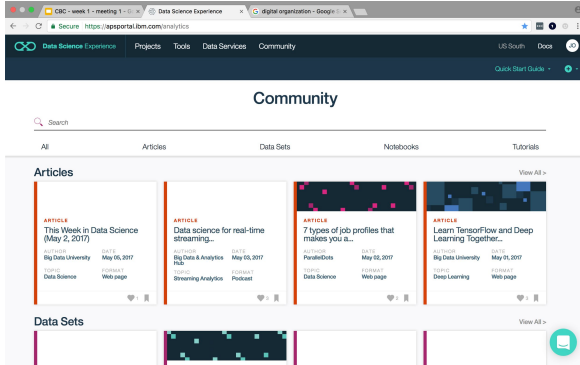 CBC - week 1 - meeting 1 - G
Data Science Experience
digital organization - Google S
Secure https://apsportal.ibm.com/analytics
Data Science Experience Projects Tools Data Services Community US South Docs JO
Quick Start Guide
Community
Search
All Articles Data Sets Notebooks Tutorials
Articles View All >
ARTICLE
This Week in Data Science
(May 2, 2017)
AUTHOR DATE
Big Data University May 05, 2017
TOPIC FORMAT
Data Science Web page
1
ARTICLE
Data science for real-time
streaming...
AUTHOR DATE
Big Data & Analytics May 03, 2017
Hub
TOPIC FORMAT
Streaming Analytics Podcast
ARTICLE
7 types of job profiles that
makes you a...
AUTHOR DATE
ParallelDots May 02, 2017
TOPIC FORMAT
Data Science Web page
ARTICLE
Learn TensorFlow and Deep
Learning Together...
AUTHOR DATE
Big Data University May 01, 2017
TOPIC FORMAT
Deep Learning Web page
Data Sets View All >